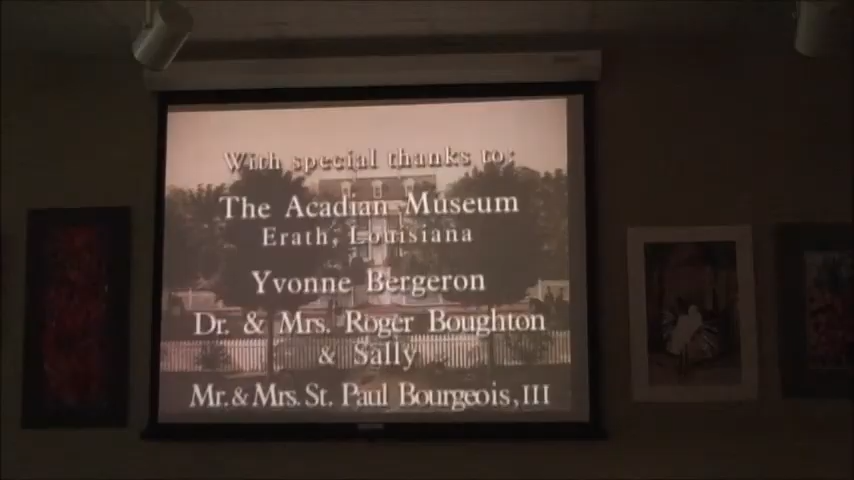 With special thanks to:
The Acadian Museum
Erath, Louisiana
Yvonne Bergeron
Dr. & Mrs. Roger Boughton
& Sally
Mr. & Mrs. St. Paul Bourgeois, III